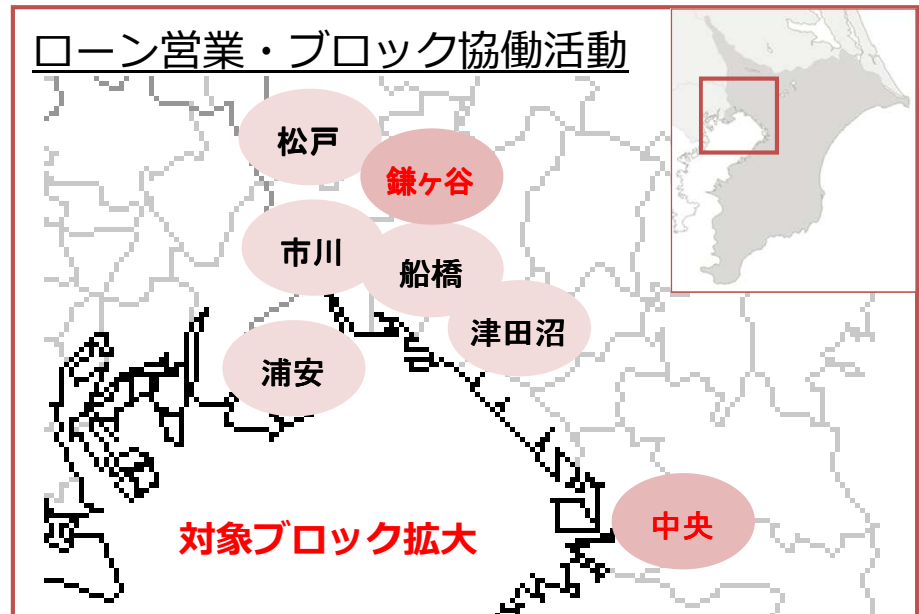 ローン営業・ブロック協働活動
松戸
鎌ヶ谷
市川
船橋
津田沼
浦安
中央
対象ブロック拡大